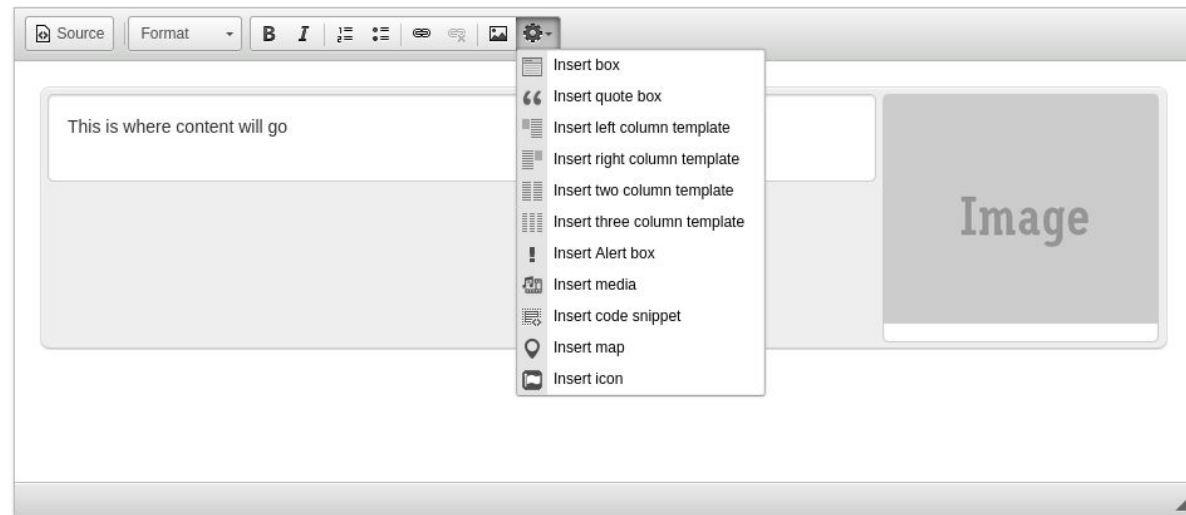 Source
Format
B I
Insert box
Insert quote box
This is where content will go
Insert left column template
Insert right column template
Insert two column template
Insert three column template
Image
Insert Alert box
Insert media
Insert code snippet
Insert map
Insert icon